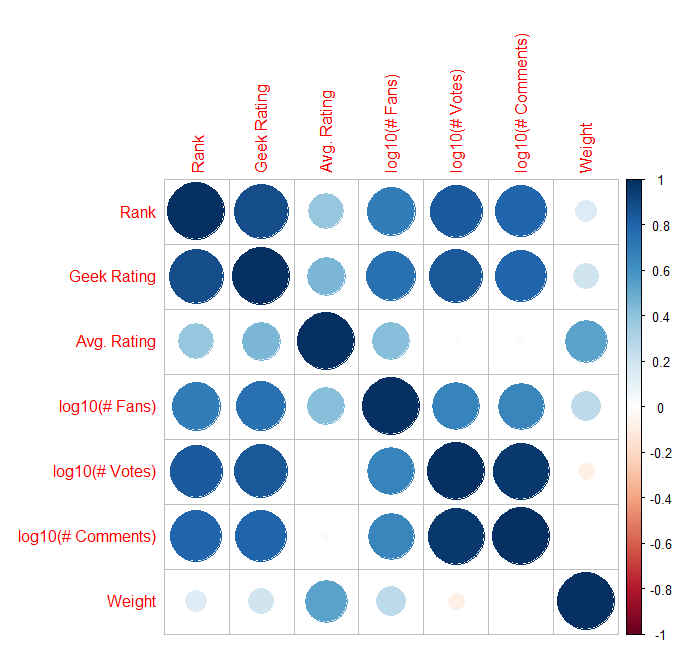 Rank
Geek Rating
Avg. Rating
log10(# Fans)
log10(# Votes)
log10(# Comments)
Weight
Rank
Geek Rating
Avg. Rating
log10(# Fans)
log10(# Votes)
log10(# Comments)
Weight
1
0.8
0.6
0.4
0.2
0
-0.2
-0.4
-0.6
-0.8
-1